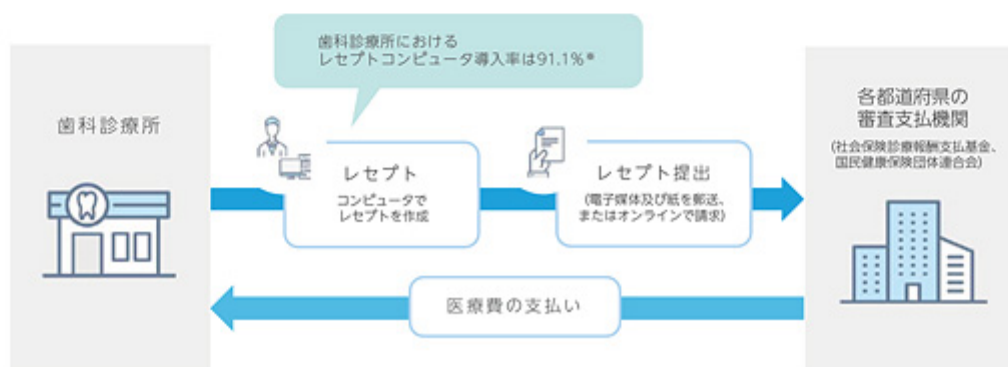 歯科診療所における
レセプトコンピュータ導入率は91.1%*
歯科診療所
レセプト
コンピュータで
レセプトを作成
レセプト提出
(電子媒体及び紙を郵送、
またはオンラインで請求)
各都道府県の
審査支払機関
(社会保険診療報酬支払基金、
国民健康保険団体連合会)
医療費の支払い